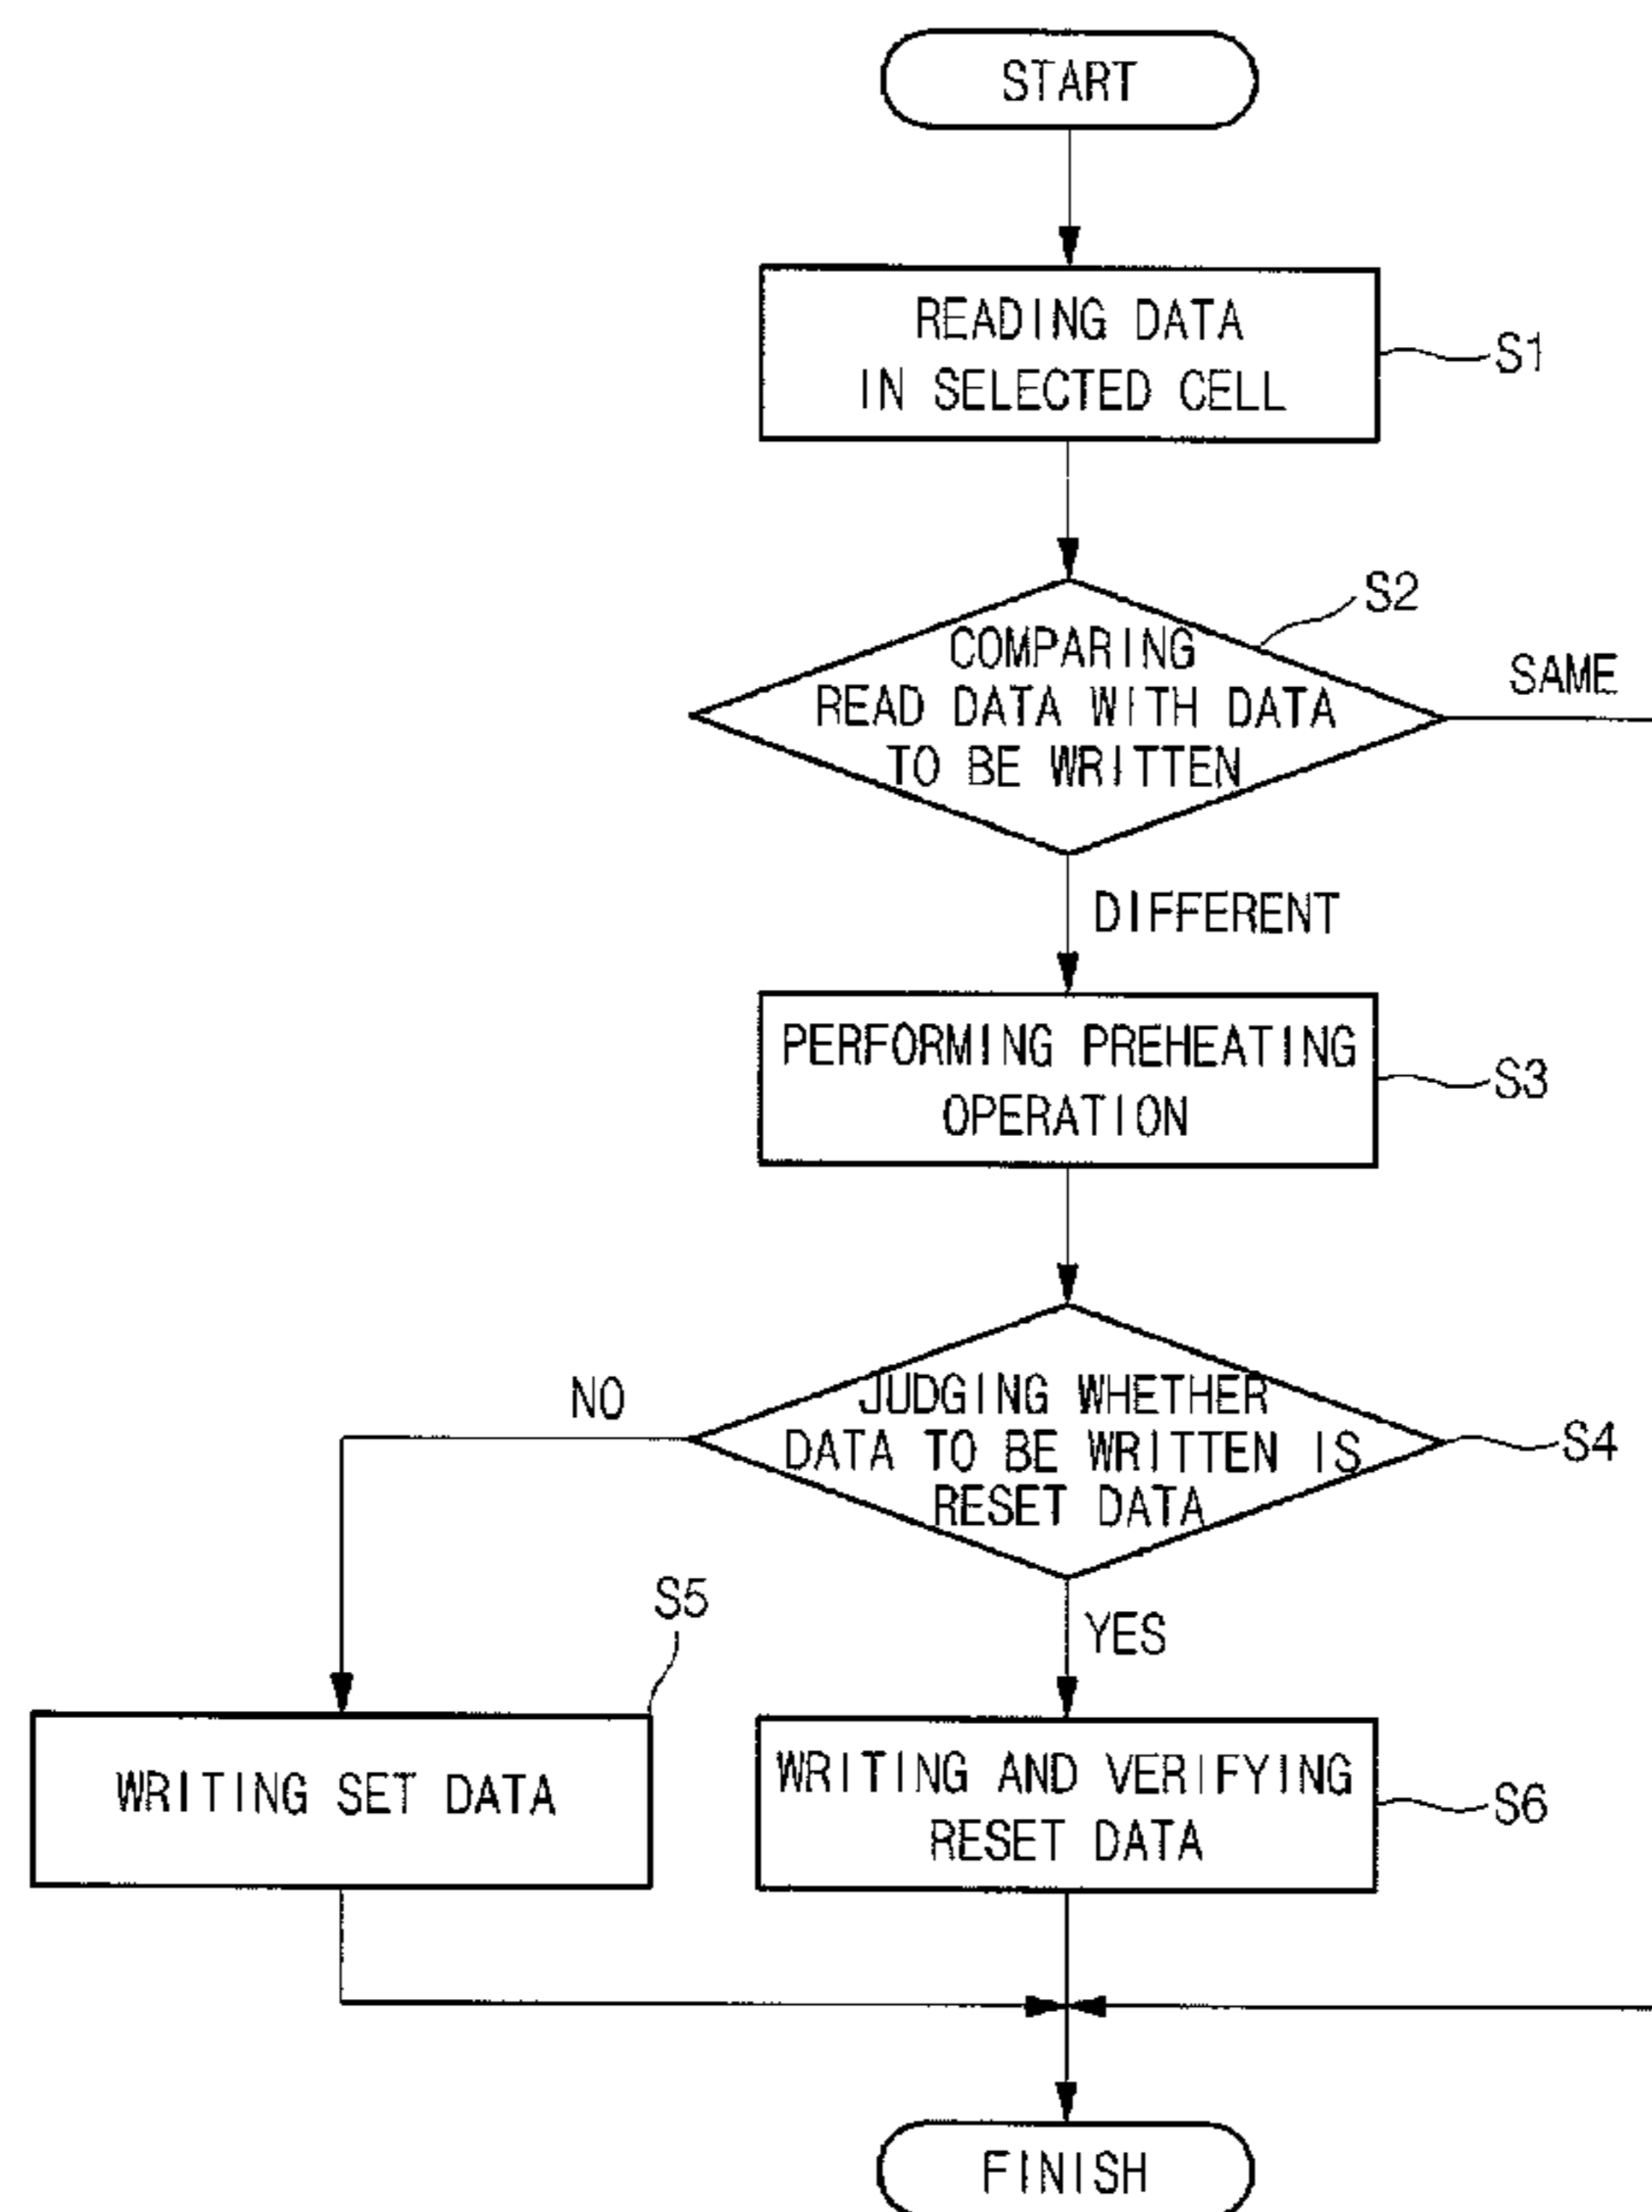 START
READING DATA
IN SELECTED CELL
S1
S2
COMPARING
READ DATA WITH DATA
TO BE WRITTEN
SAME
DIFFERENT
PERFORMING PREHEATING
OPERATION
S3
NO
JUDGING WHETHER
DATA TO BE WRITTEN IS
RESET DATA
S4
S5
YES
WRITING SET DATA
WRITING AND VERIFYING
RESET DATA
S6
FINISH